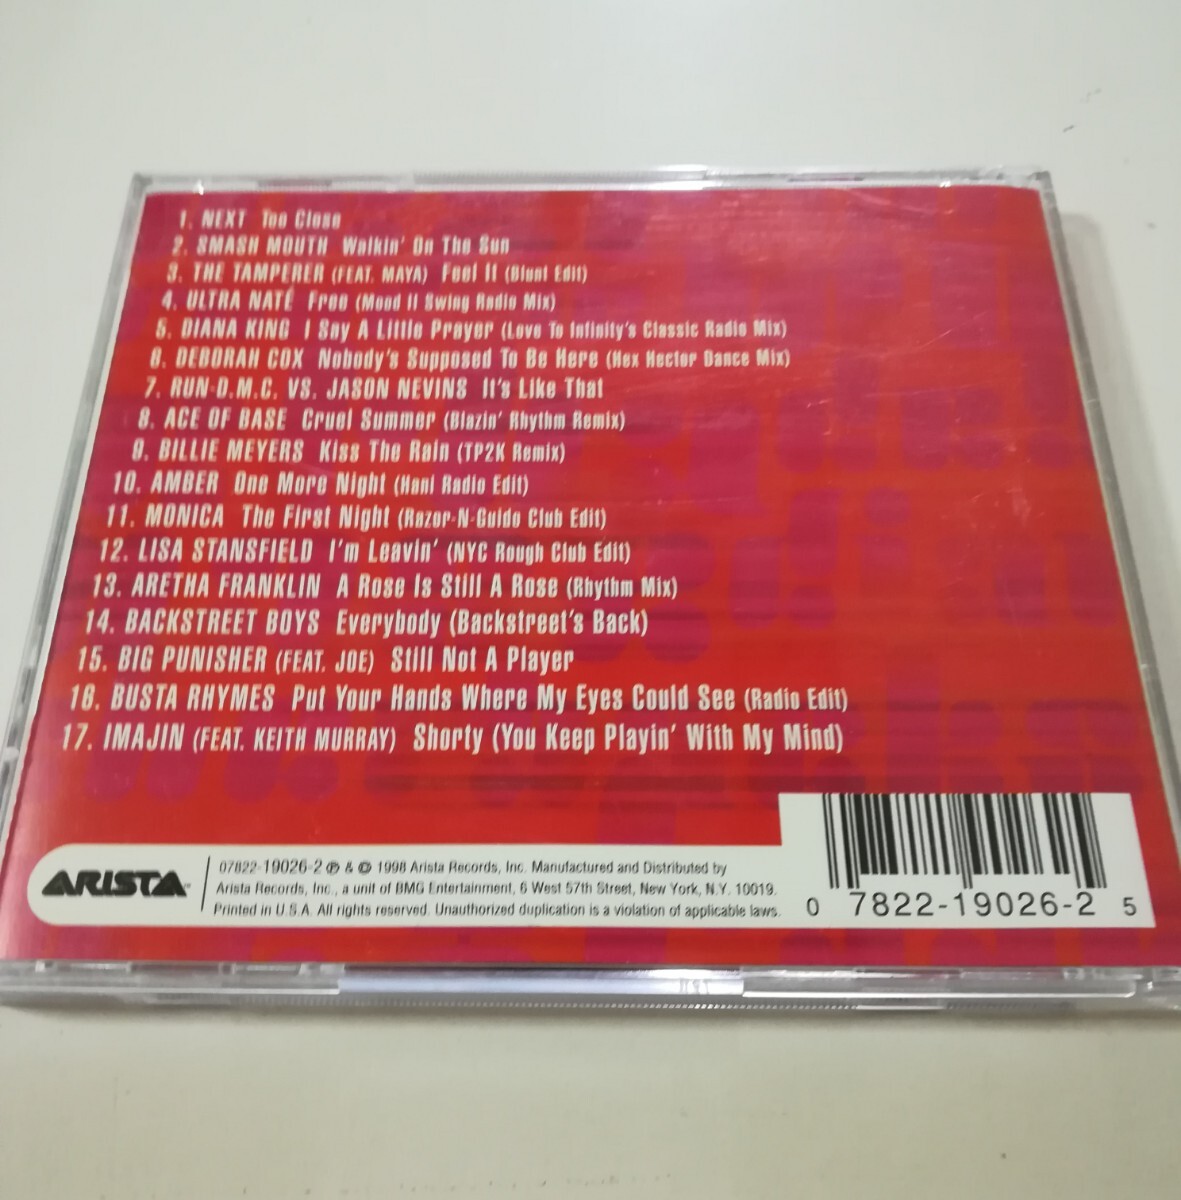 1. NEXT Too Close
2. SMASH MOUTH Walkin' On The Sun
3. THE TAMPERER (FEAT. MAYA) Feel It (Blunt Edit)
4. ULTRA NATÉ Free (Mood II Swing Radio Mix)
5. DIANA KING I Say A Little Prayer (Love To Infinity's Classic Radio Mix)
6. DEBORAH COX Nobody's Supposed To Be Here (Hex Hector Dance Mix)
7. RUN-D.M.C. VS. JASON NEVINS It's Like That
8. ACE OF BASE Cruel Summer (Blazin' Rhythm Remix)
9. BILLIE MEYERS Kiss The Rain (TP2K Remix)
10. AMBER One More Night (Hani Radio Edit)
11. MONICA The First Night (Razor-N-Guido Club Edit)
12. LISA STANSFIELD I'm Leavin' (NYC Rough Club Edit)
13. ARETHA FRANKLIN A Rose Is Still A Rose (Rhythm Mix)
14. BACKSTREET BOYS Everybody (Backstreet's Back)
15. BIG PUNISHER (FEAT. JOE) Still Not A Player
16. BUSTA RHYMES Put Your Hands Where My Eyes Could See (Radio Edit)
17. IMAJIN (FEAT. KEITH MURRAY) Shorty (You Keep Playin' With My Mind)
ARISTA
07822-19026-2 ℗ & © 1998 Arista Records, Inc. Manufactured and Distributed by
Arista Records, Inc., a unit of BMG Entertainment, 6 West 57th Street, New York, N.Y. 10019.
Printed in U.S.A. All rights reserved. Unauthorized duplication is a violation of applicable laws.
0 7822-19026-2 5